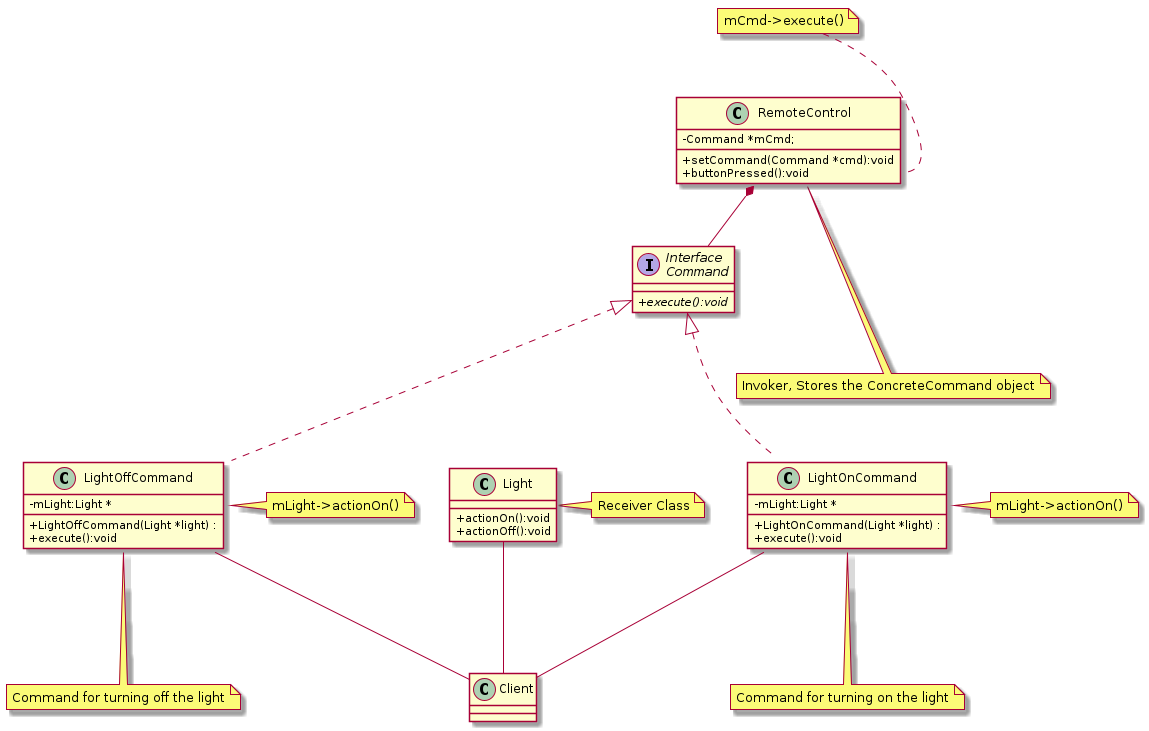 mCmd->execute()
C RemoteControl
-Command *mCmd;
+setCommand(Command *cmd):void
+buttonPressed():void
I Interface
Command
+execute():void
Invoker, Stores the ConcreteCommand object
C LightOffCommand
-mLight:Light *
+LightOffCommand(Light *light) :
+execute():void
mLight->actionOn()
C Light
+actionOn():void
+actionOff():void
Receiver Class
C LightOnCommand
-mLight:Light *
+LightOnCommand(Light *light) :
+execute():void
mLight->actionOn()
Command for turning off the light
C Client
Command for turning on the light